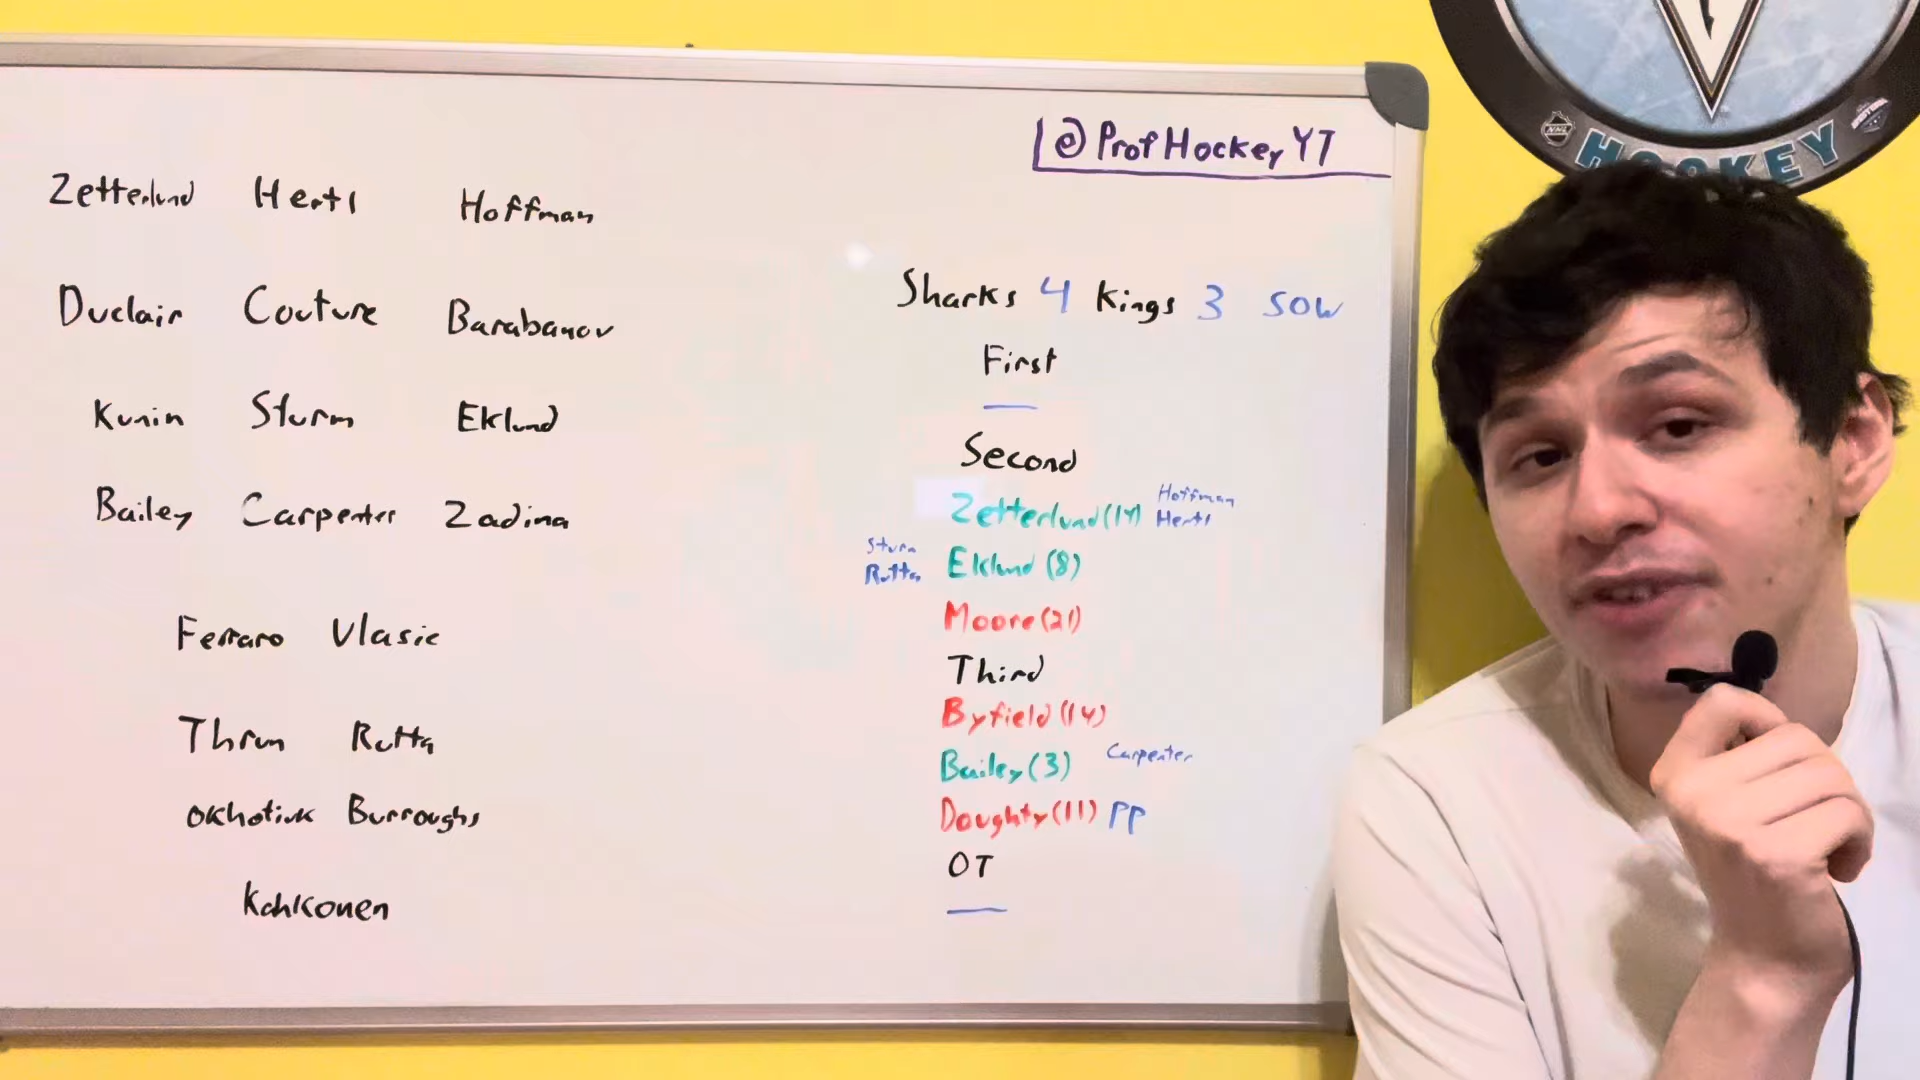 @ProfHockeyYT
Zetterlund Hertl Hoffman
Duclair Couture Barabanov
Kunin Sturm Eklund
Bailey Carpenter Zadina
Ferraro Vlasic
Thrun Rutta
Okhotiuk Burroughs
Kahkonen
Sharks 4 Kings 3 SOW
First
—
Second
Zetterlund (14) Hoffman
Hertl
Sturm
Rutta Eklund (8)
Moore (21)
Third
Byfield (14)
Bailey (3) Carpenter
Doughty (11) PP
OT
—
NHL
HOCKEY